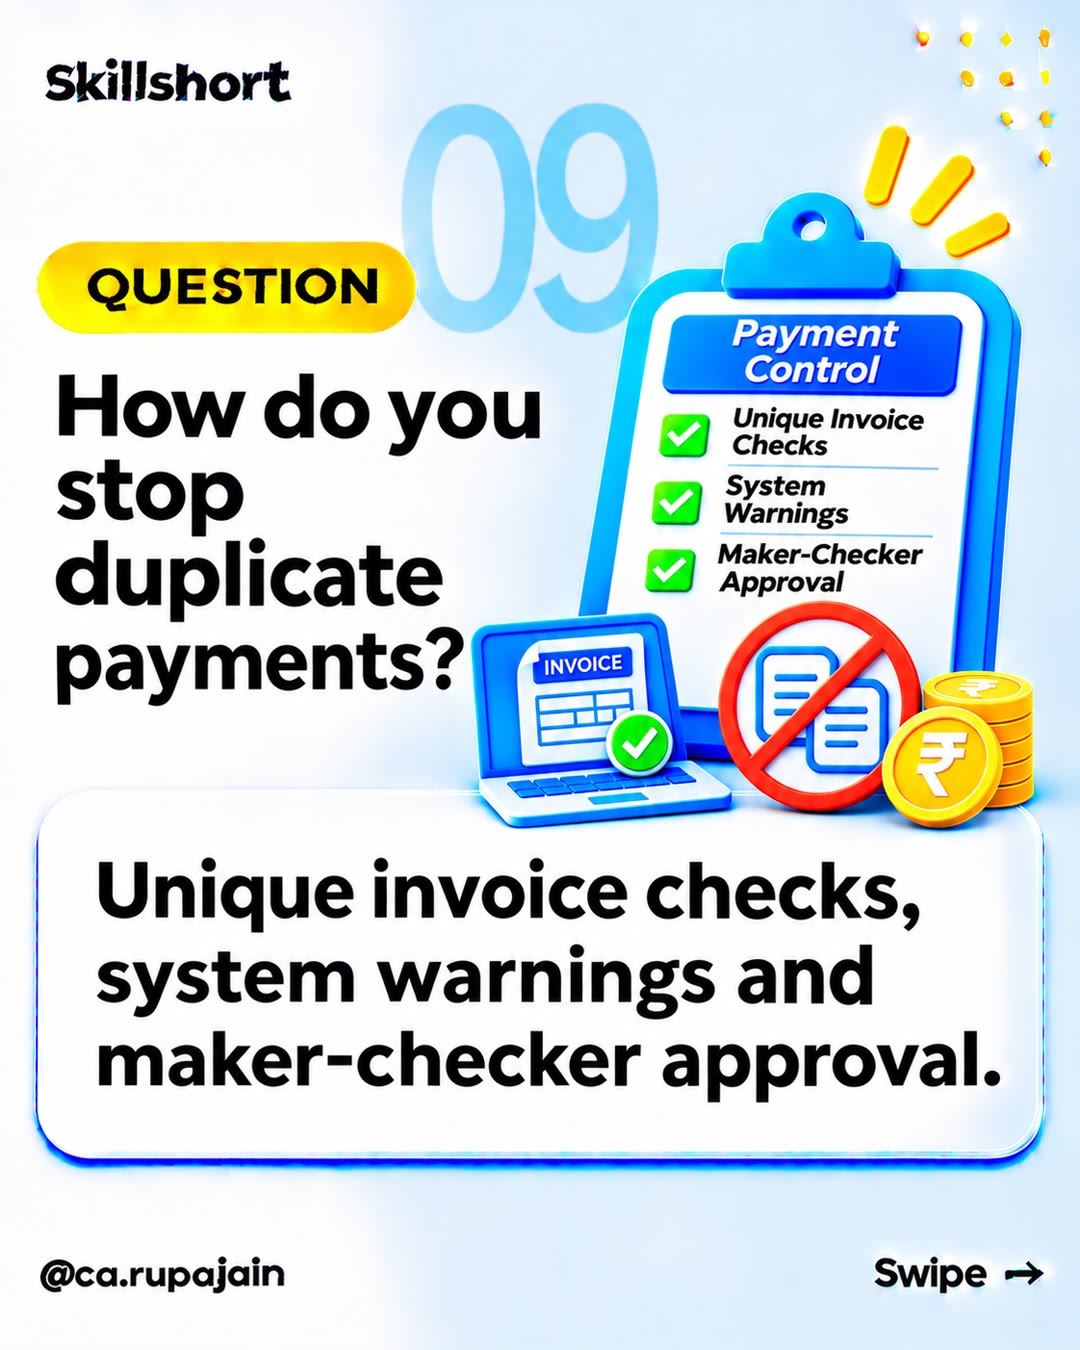 Skillshort
09
QUESTION
How do you
stop
duplicate
payments?
Payment
Control
Unique Invoice
Checks
System
Warnings
Maker-Checker
Approval
INVOICE
₹
₹
Unique invoice checks,
system warnings and
maker-checker approval.
@ca.rupajain
Swipe →